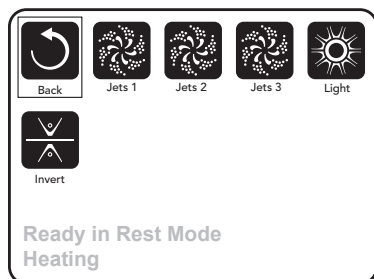 Back Jets 1 Jets 2 Jets 3 Light
Invert
Ready in Rest Mode
Heating